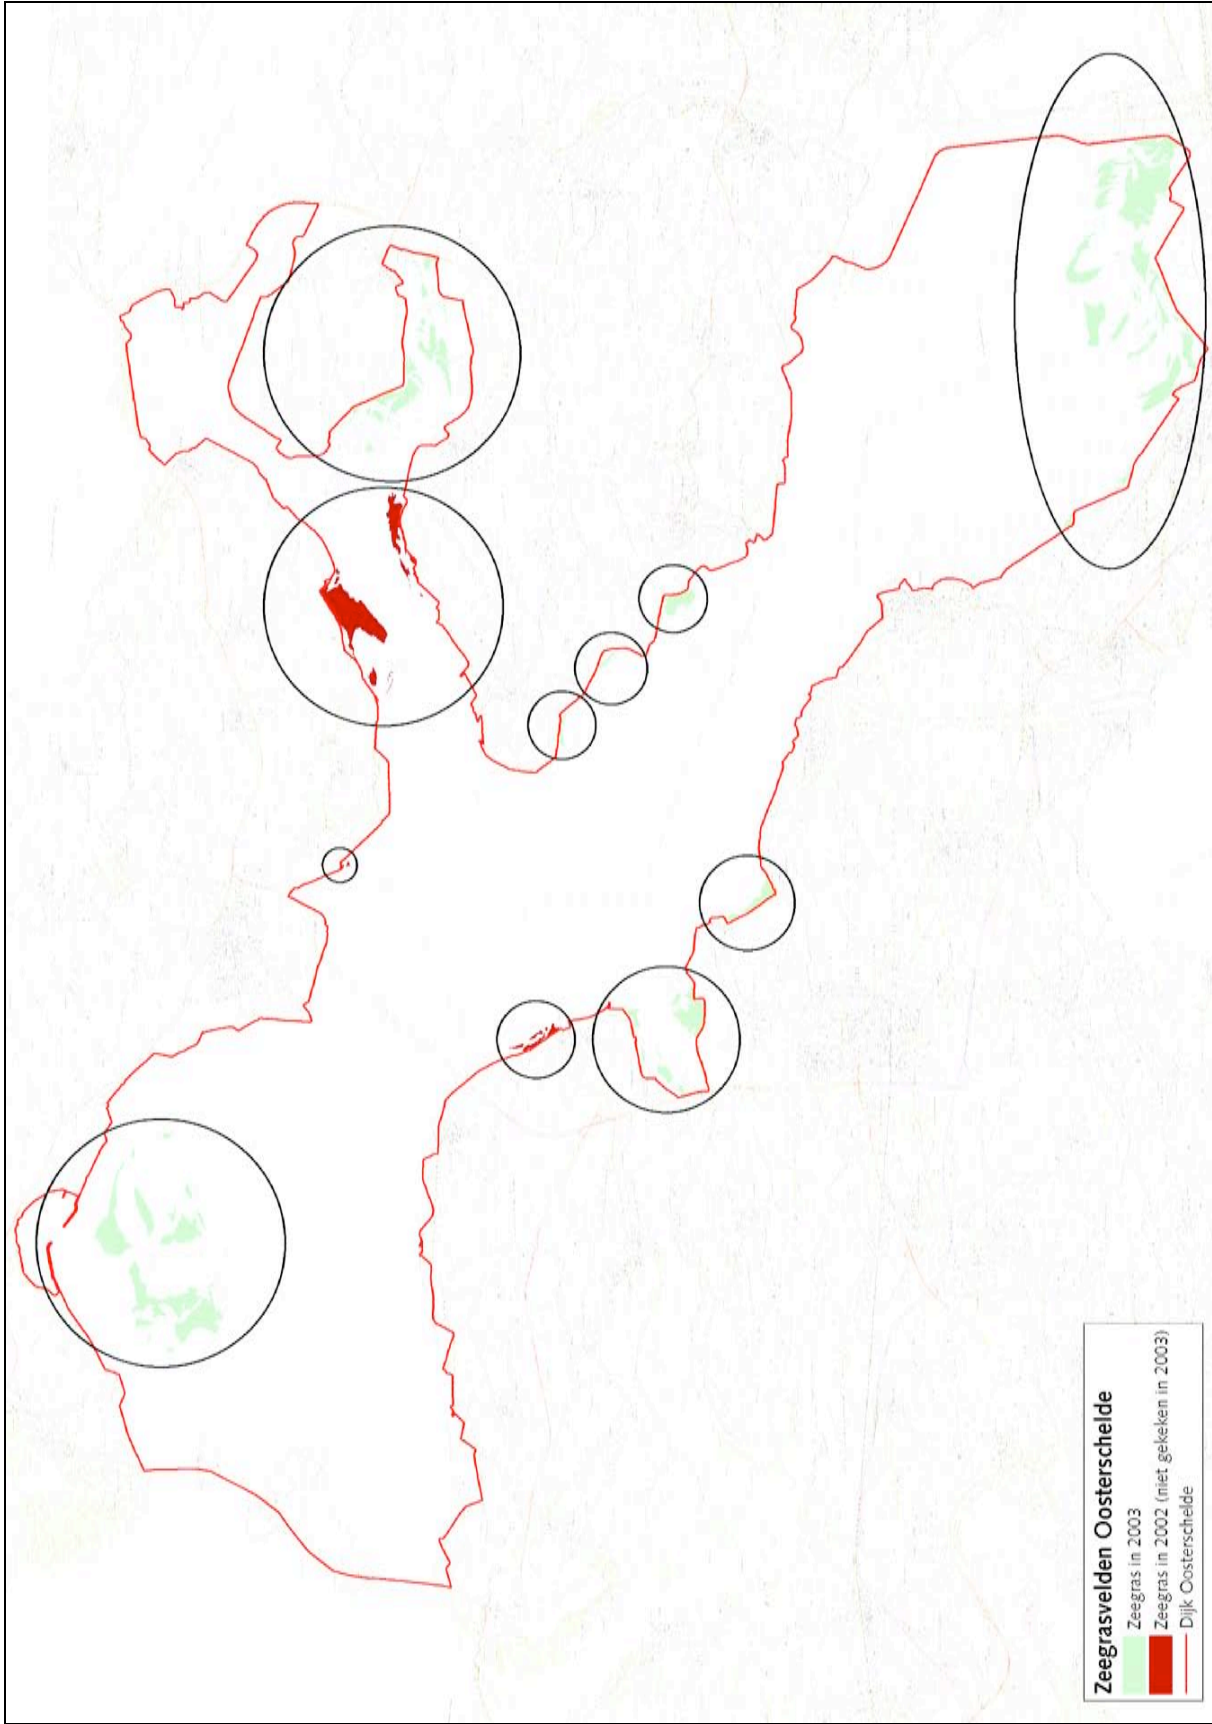 Zeegrasvelden Oosterschelde
Zeegras in 2003
Zeegras in 2002 (niet gekeken in 2003)
Dijk Oosterschelde